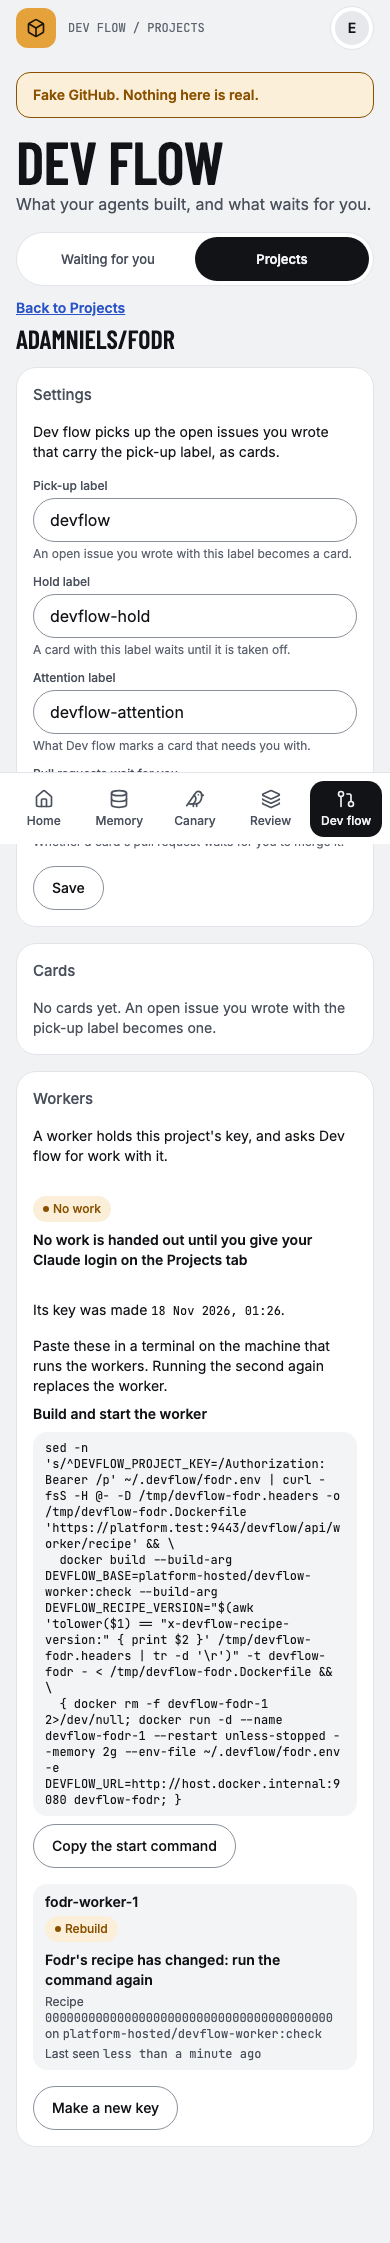 DEV FLOW / PROJECTS
E
Fake GitHub. Nothing here is real.
DEV FLOW
What your agents built, and what waits for you.
Waiting for you
Projects
Back to Projects
ADAMNIELS/FODR
Settings
Dev flow picks up the open issues you wrote
that carry the pick-up label, as cards.
Pick-up label
devflow
An open issue you wrote with this label becomes a card.
Hold label
devflow-hold
A card with this label waits until it is taken off.
Attention label
devflow-attention
What Dev flow marks a card that needs you with.
Home
Memory
Canary
Review
Dev flow
Save
Cards
No cards yet. An open issue you wrote with the
pick-up label becomes one.
Workers
A worker holds this project's key, and asks Dev
flow for work with it.
No work
No work is handed out until you give your
Claude login on the Projects tab
Its key was made 18 Nov 2026, 01:26.
Paste these in a terminal on the machine that
runs the workers. Running the second again
replaces the worker.
Build and start the worker
sed -n
's/^DEVFLOW_PROJECT_KEY=/Authorization:
Bearer /p' ~/.devflow/fodr.env | curl -
fsS -H @- -D /tmp/devflow-fodr.headers -o
/tmp/devflow-fodr.Dockerfile
'https://platform.test:9443/devflow/api/w
orker/recipe' && \
docker build --build-arg
DEVFLOW_BASE=platform-hosted/devflow-
worker:check --build-arg
DEVFLOW_RECIPE_VERSION="$(awk
'tolower($1) == "x-devflow-recipe-
version:" { print $2 }' /tmp/devflow-
fodr.headers | tr -d '\r')" -t devflow-
fodr - < /tmp/devflow-fodr.Dockerfile &&
\
{ docker rm -f devflow-fodr-1
2>/dev/null; docker run -d --name
devflow-fodr-1 --restart unless-stopped -
-memory 2g --env-file ~/.devflow/fodr.env
-e
DEVFLOW_URL=http://host.docker.internal:9
080 devflow-fodr; }
Copy the start command
fodr-worker-1
Rebuild
Fodr's recipe has changed: run the
command again
Recipe
0000000000000000000000000000000000000000
on platform-hosted/devflow-worker:check
Last seen less than a minute ago
Make a new key